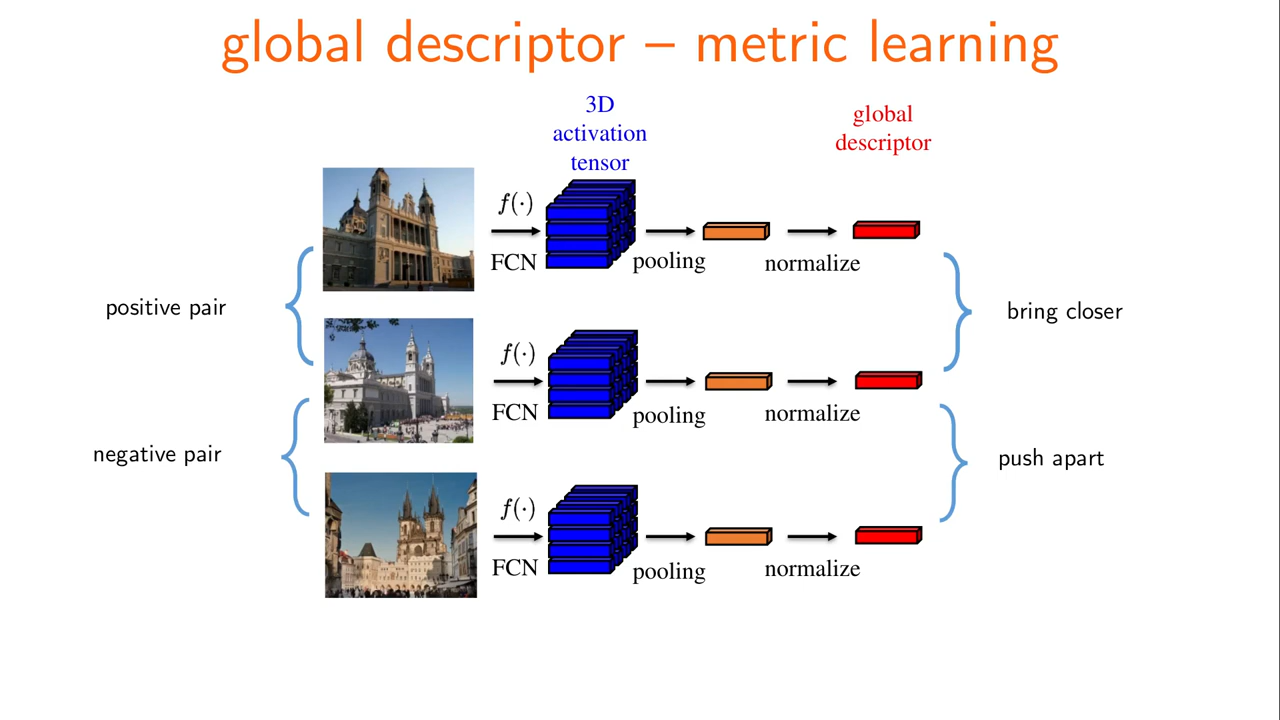 global descriptor – metric learning
3D
activation
tensor
global
descriptor
f(·)
FCN
pooling
normalize
positive pair
bring closer
f(·)
FCN
pooling
normalize
negative pair
push apart
f(·)
FCN
pooling
normalize